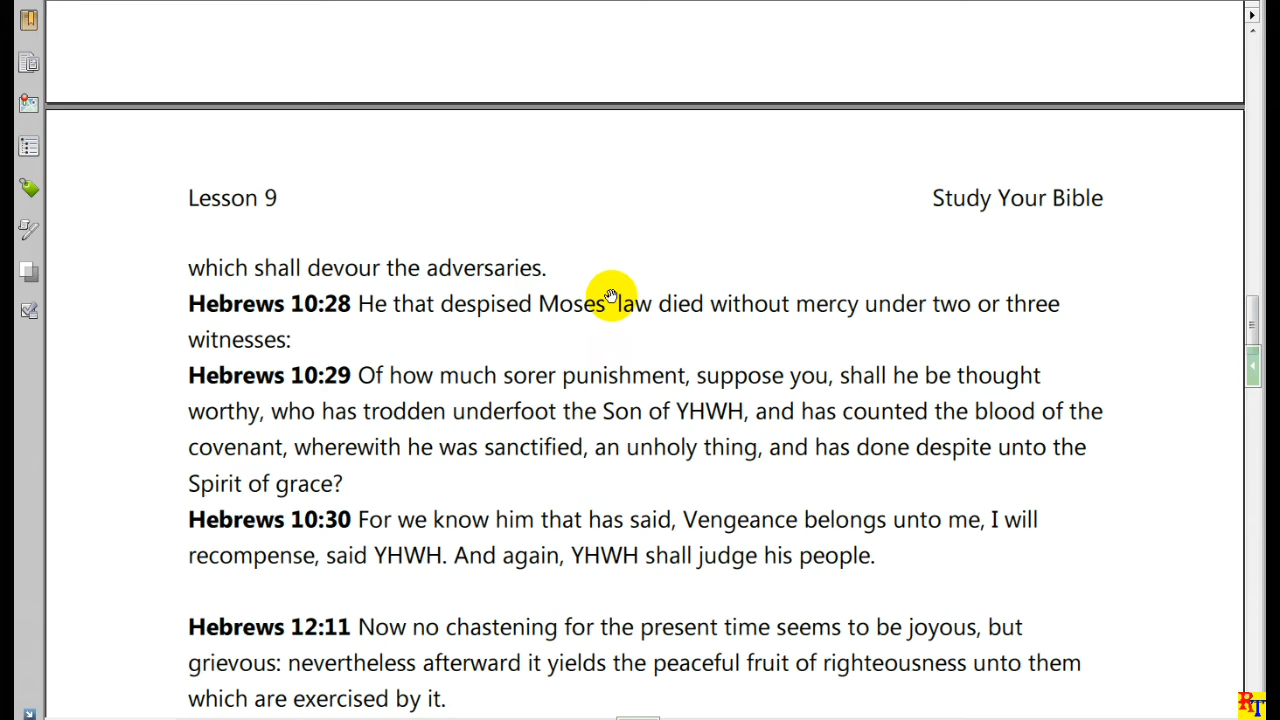 Lesson 9
Study Your Bible
which shall devour the adversaries.
Hebrews 10:28 He that despised Moses' law died without mercy under two or three
witnesses:
Hebrews 10:29 Of how much sorer punishment, suppose you, shall he be thought
worthy, who has trodden underfoot the Son of YHWH, and has counted the blood of the
covenant, wherewith he was sanctified, an unholy thing, and has done despite unto the
Spirit of grace?
Hebrews 10:30 For we know him that has said, Vengeance belongs unto me, I will
recompense, said YHWH. And again, YHWH shall judge his people.
Hebrews 12:11 Now no chastening for the present time seems to be joyous, but
grievous: nevertheless afterward it yields the peaceful fruit of righteousness unto them
which are exercised by it.
RT